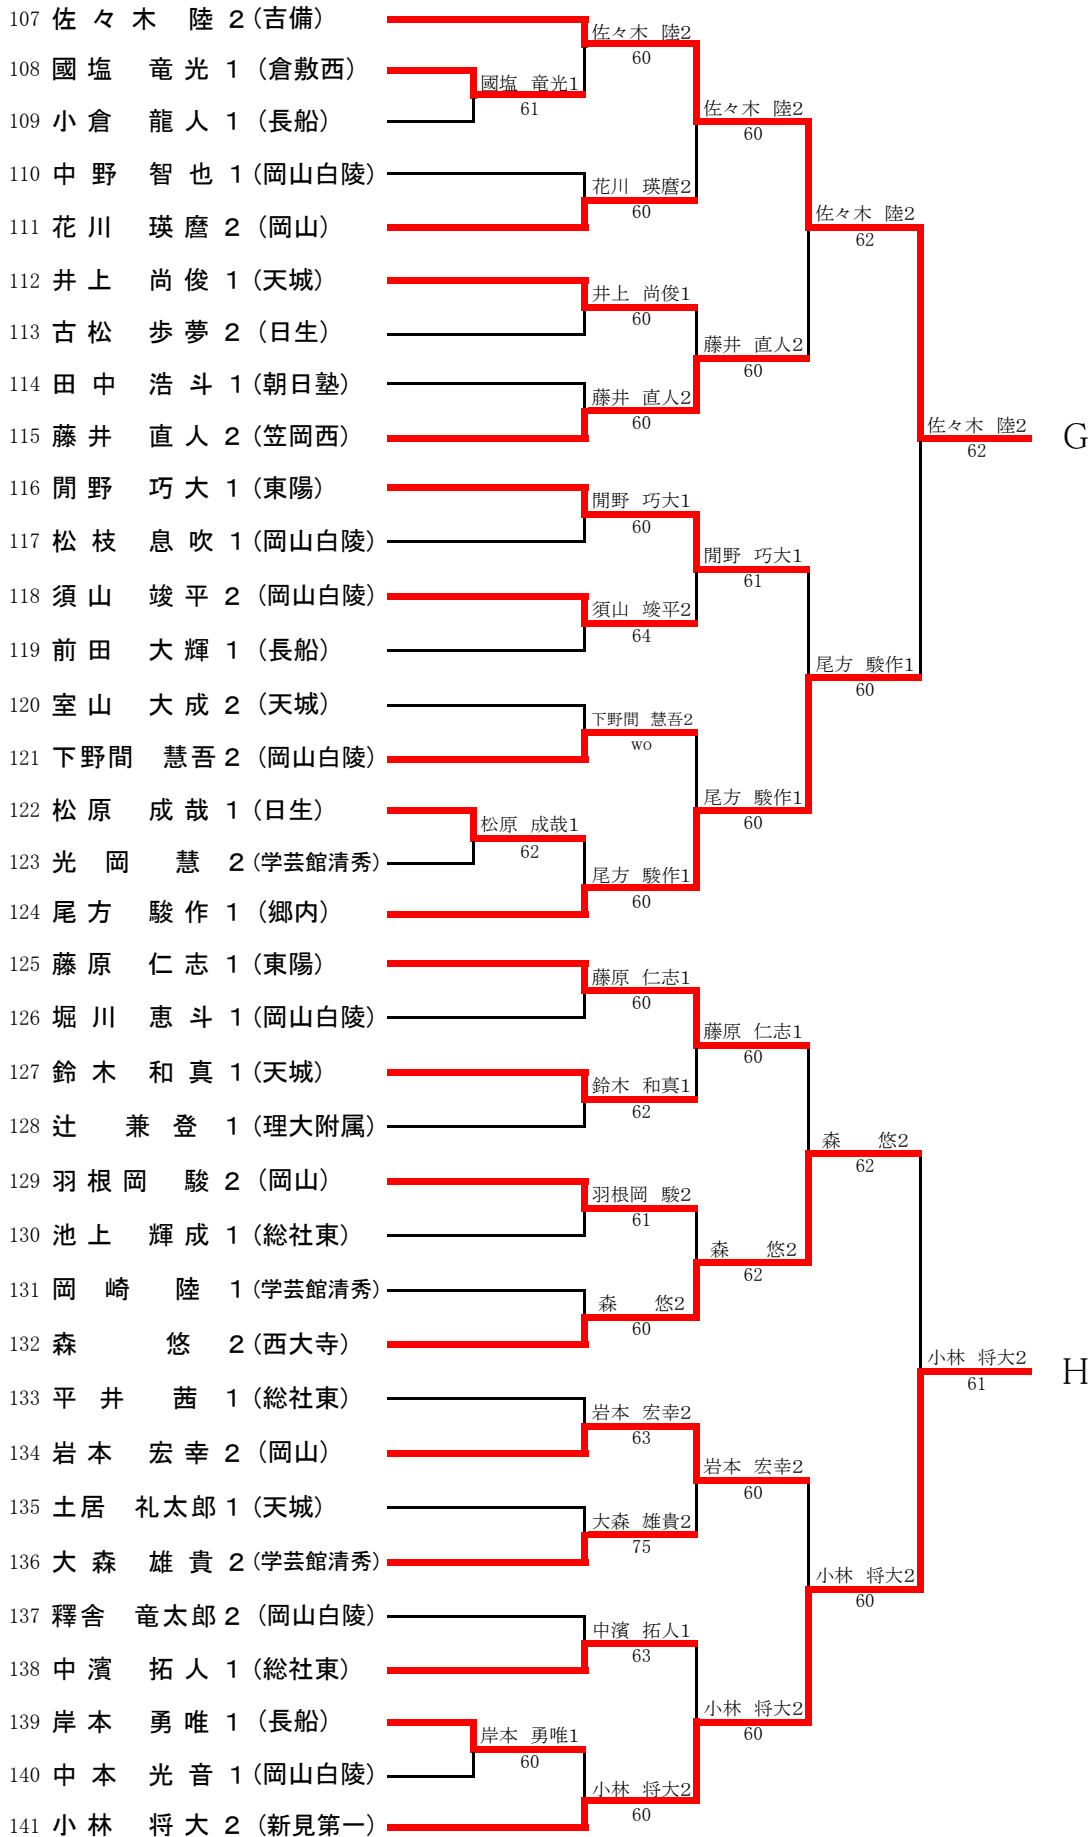 107 佐々木 陸 2 (吉備)
佐々木 陸2
60
108 國塩 竜光 1 (倉敷西)
國塩 竜光1
61
109 小倉 龍人 1 (長船)
佐々木 陸2
60
110 中野 智也 1 (岡山白陵)
花川 瑛麿2
60
111 花川 瑛麿 2 (岡山)
佐々木 陸2
62
112 井上 尚俊 1 (天城)
井上 尚俊1
60
113 古松 歩夢 2 (日生)
藤井 直人2
60
114 田中 浩斗 1 (朝日塾)
藤井 直人2
60
115 藤井 直人 2 (笠岡西)
佐々木 陸2
62
G
116 閒野 巧大 1 (東陽)
閒野 巧大1
60
117 松枝 息吹 1 (岡山白陵)
閒野 巧大1
61
118 須山 竣平 2 (岡山白陵)
須山 竣平2
64
119 前田 大輝 1 (長船)
尾方 駿作1
60
120 室山 大成 2 (天城)
下野間 慧吾2
wo
121 下野間 慧吾 2 (岡山白陵)
尾方 駿作1
60
122 松原 成哉 1 (日生)
松原 成哉1
62
123 光岡 慧 2 (学芸館清秀)
尾方 駿作1
60
124 尾方 駿作 1 (郷内)
125 藤原 仁志 1 (東陽)
藤原 仁志1
60
126 堀川 恵斗 1 (岡山白陵)
藤原 仁志1
60
127 鈴木 和真 1 (天城)
鈴木 和真1
62
128 辻 兼登 1 (理大附属)
森 悠2
62
129 羽根岡 駿 2 (岡山)
羽根岡 駿2
61
130 池上 輝成 1 (総社東)
森 悠2
62
131 岡崎 陸 1 (学芸館清秀)
森 悠2
60
132 森 悠 2 (西大寺)
小林 将大2
61
H
133 平井 茜 1 (総社東)
岩本 宏幸2
63
134 岩本 宏幸 2 (岡山)
岩本 宏幸2
60
135 土居 礼太郎 1 (天城)
大森 雄貴2
75
136 大森 雄貴 2 (学芸館清秀)
小林 将大2
60
137 釋舎 竜太郎 2 (岡山白陵)
中濱 拓人1
63
138 中濱 拓人 1 (総社東)
小林 将大2
60
139 岸本 勇唯 1 (長船)
岸本 勇唯1
60
140 中本 光音 1 (岡山白陵)
小林 将大2
60
141 小林 将大 2 (新見第一)